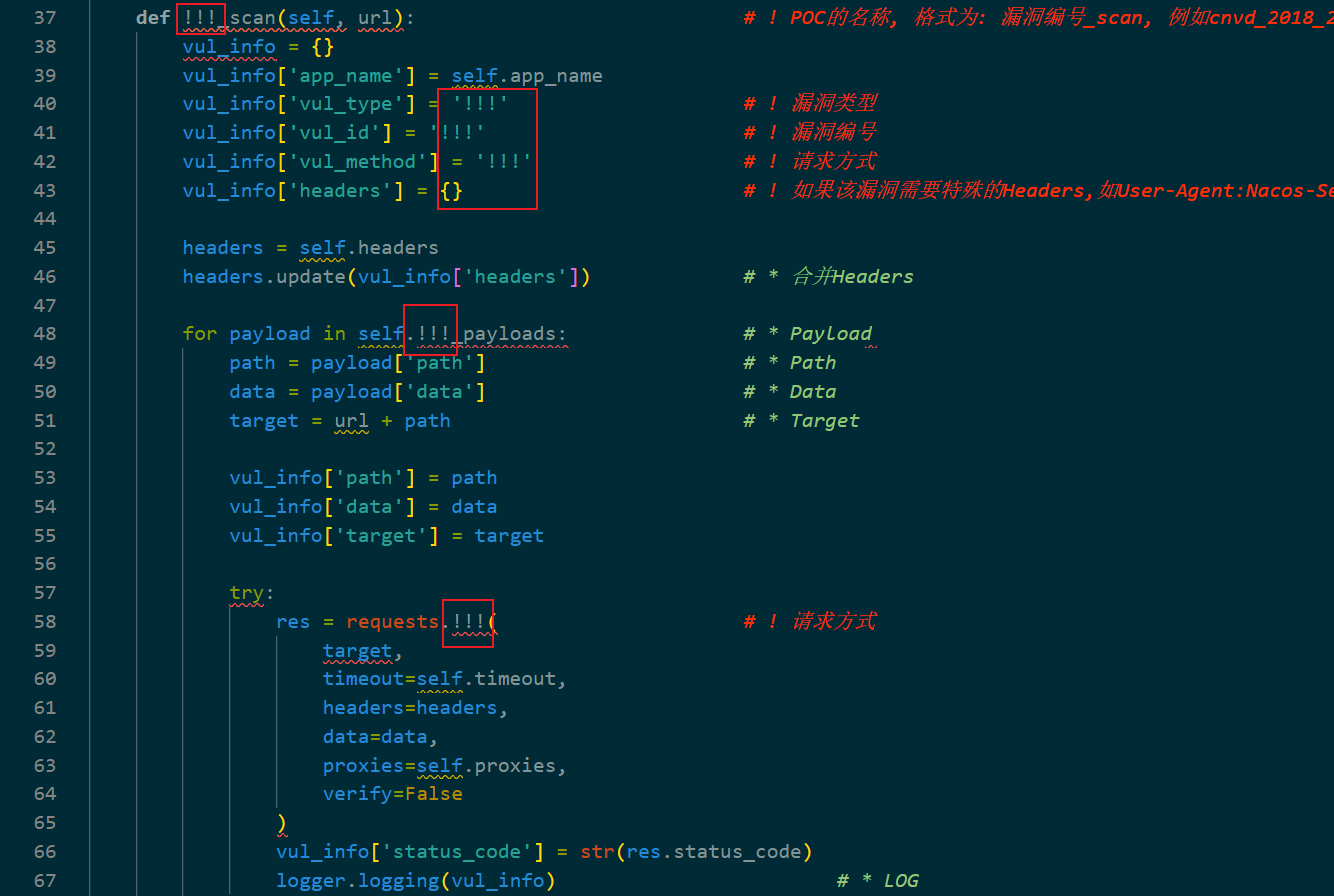 37 def !!!_scan(self, url): # ! POC的名称, 格式为: 漏洞编号_scan, 例如cnvd_2018_2
38 vul_info = {}
39 vul_info['app_name'] = self.app_name
40 vul_info['vul_type'] = '!!!' # ! 漏洞类型
41 vul_info['vul_id'] = '!!!' # ! 漏洞编号
42 vul_info['vul_method'] = '!!!' # ! 请求方式
43 vul_info['headers'] = {} # ! 如果该漏洞需要特殊的Headers,如User-Agent:Nacos-Se
44
45 headers = self.headers
46 headers.update(vul_info['headers']) # * 合并Headers
47
48 for payload in self.!!!_payloads: # * Payload
49 path = payload['path'] # * Path
50 data = payload['data'] # * Data
51 target = url + path # * Target
52
53 vul_info['path'] = path
54 vul_info['data'] = data
55 vul_info['target'] = target
56
57 try:
58 res = requests.!!!( # ! 请求方式
59 target,
60 timeout=self.timeout,
61 headers=headers,
62 data=data,
63 proxies=self.proxies,
64 verify=False
65 )
66 vul_info['status_code'] = str(res.status_code)
67 logger.logging(vul_info) # * LOG